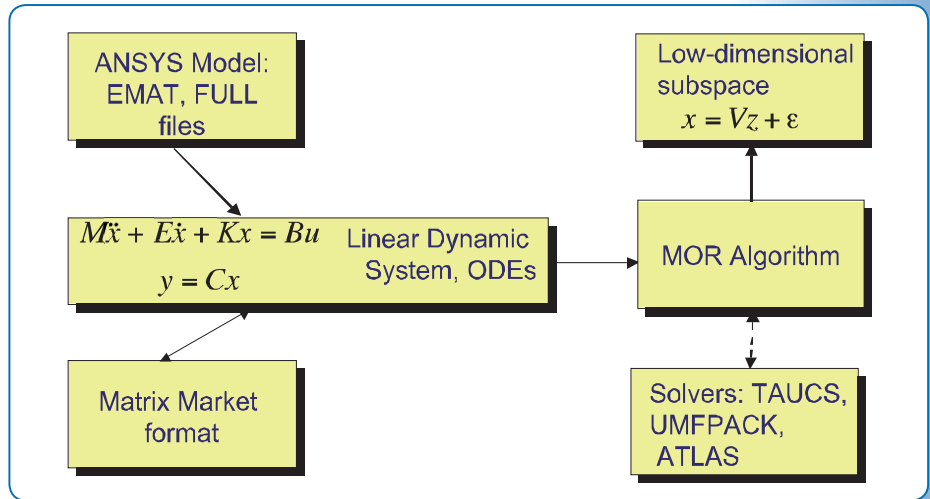 ANSYS Model:
EMAT, FULL
files
Low-dimensional
subspace
x = Vz + ε
Mẍ + Eẋ + Kx = Bu
y = Cx
Linear Dynamic
System, ODEs
MOR Algorithm
Matrix Market
format
Solvers: TAUCS,
UMFPACK,
ATLAS